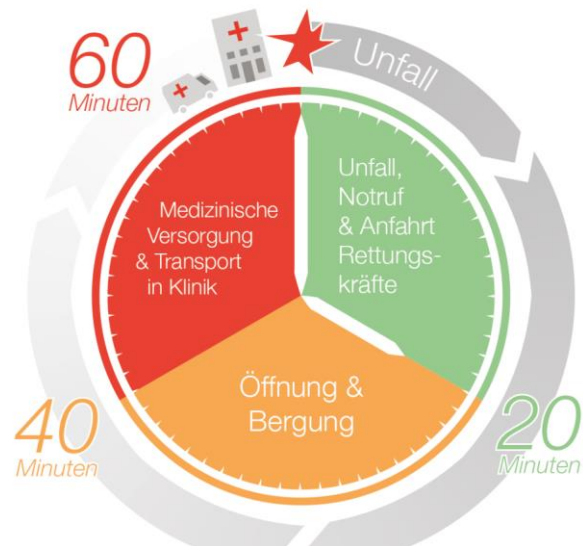 Unfall
Unfall,
Notruf
& Anfahrt
Rettungs-
kräfte
20
Minuten
Öffnung &
Bergung
40
Minuten
Medizinische
Versorgung
& Transport
in Klinik
60
Minuten